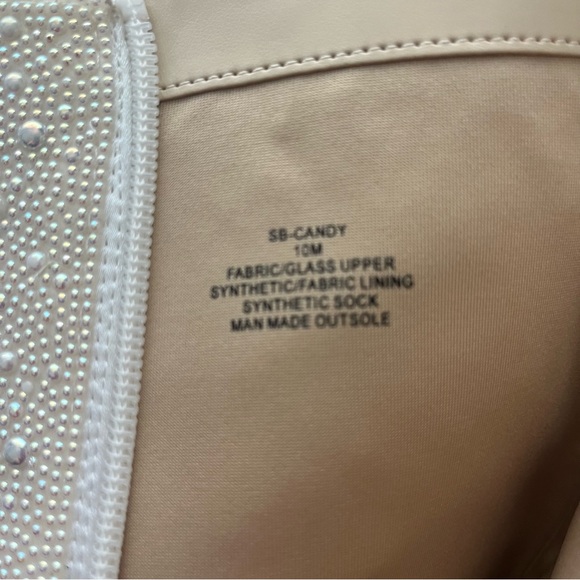 SB-CANDY
10M
FABRIC/GLASS UPPER
SYNTHETIC/FABRIC LINING
SYNTHETIC SOCK
MAN MADE OUTSOLE